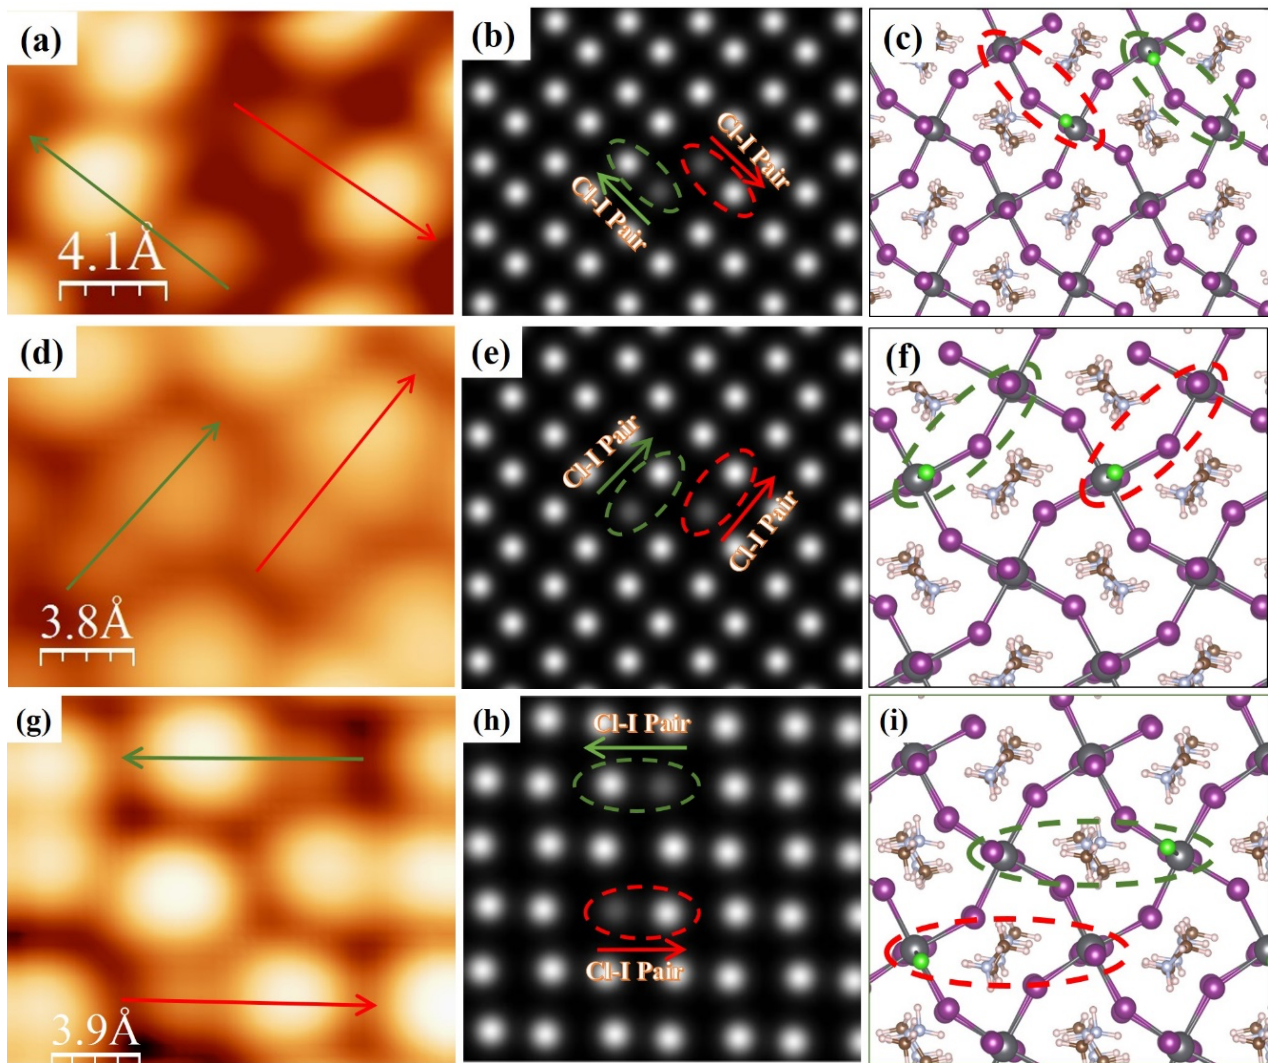 (a)
4.1Å
(b)
Cl-I Pair
Cl-I Pair
(c)
(d)
3.8Å
(e)
Cl-I Pair
Cl-I Pair
(f)
(g)
3.9Å
(h)
Cl-I Pair
Cl-I Pair
(i)